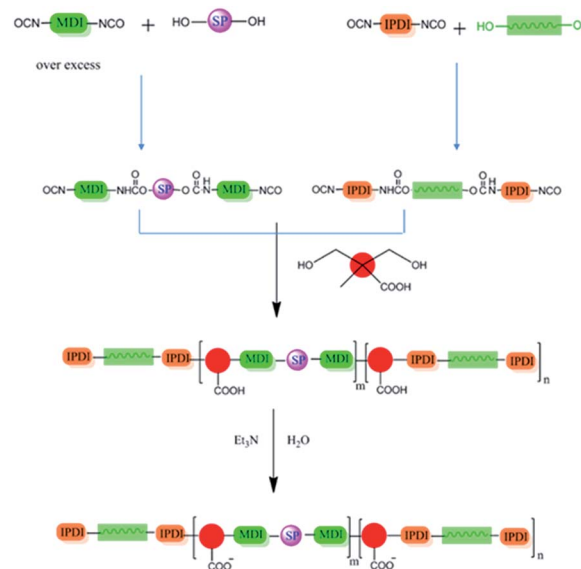 OCN MDI NCO + HO SP OH OCN IPDI NCO + HO O
over excess
OCN MDI NHCO O SP O O CN H MDI NCO OCN IPDI NHCO O O CN O H IPDI NCO
HO OH
COOH
IPDI IPDI [ MDI SP MDI ] m [ IPDI IPDI ] n
COOH COOH
Et3N H2O
IPDI IPDI [ MDI SP MDI ] m [ IPDI IPDI ] n
COO- COO-